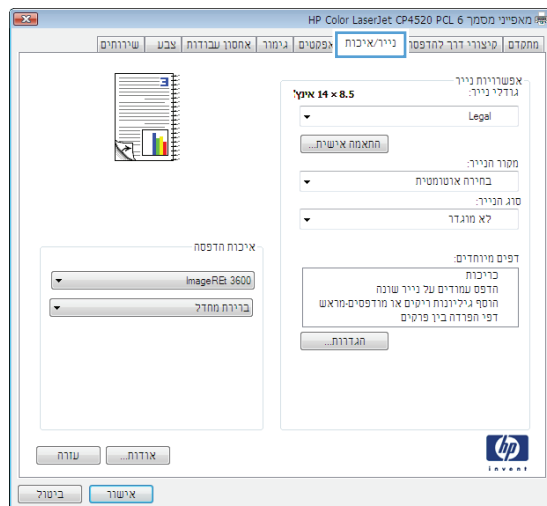 מאפייני מסמך HP Color LaserJet CP4520 PCL 6
מתקדם
קיצורי דרך להדפסה
נייר/איכות
אפקטים
גימור
אחסון עבודות
צבע
שירותים
אפשרויות נייר
גודלי נייר:
8.5 × 14 אינץ'
Legal
התאמה אישית...
מקור הנייר:
בחירה אוטומטית
סוג הנייר:
לא מוגדר
דפים מיוחדים:
כריכות
הדפס עמודים על נייר שונה
הוסף גיליונות ריקים או מודפסים-מראש
דפי הפרדה בין פרקים
הגדרות...
איכות הדפסה
ImageREt 3600
ברירת מחדל
hp
invent
אודות...
עזרה
אישור
ביטול